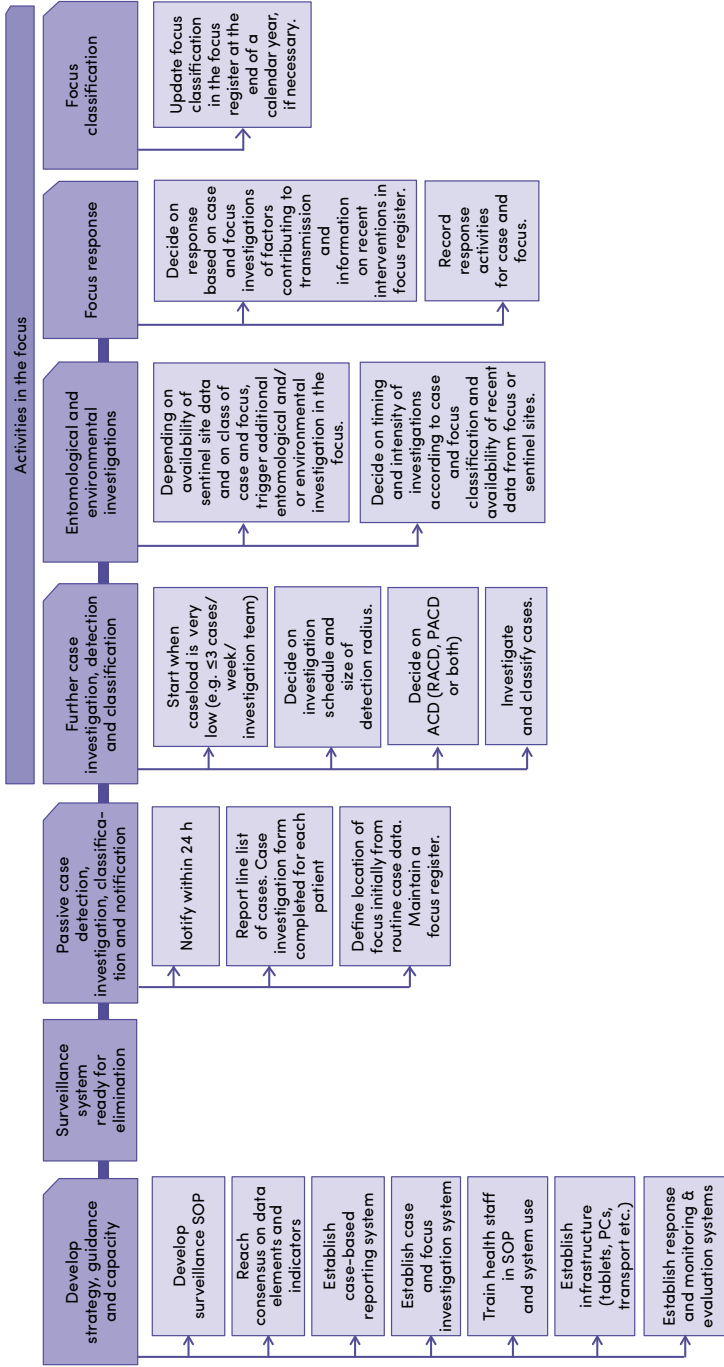 Activities in the focus
Develop
strategy, guidance
and capacity
Develop
surveillance SOP
Reach
consensus on data
elements and
indicators
Establish
case-based
reporting system
Establish case
and focus
investigation system
Train health staff
in SOP
and system use
Establish
infrastructure
(tablets, PCs,
transport etc.)
Establish response
and monitoring &
evaluation systems
Surveillance
system
ready for
elimination
Passive case
detection,
investigation, classifica-
tion and notification
Notify within 24 h
Report line list
of cases. Case
investigation form
completed for each
patient
Define location of
focus initially from
routine case data.
Maintain a
focus register.
Further case
investigation, detection
and classification
Start when
caseload is very
low (e.g. ≤3 cases/
week/
investigation team)
Decide on
investigation
schedule and
size of
detection radius.
Decide on
ACD (RACD, PACD
or both)
Investigate
and classify cases.
Entomological and
environmental
investigations
Depending on
availability of
sentinel site data
and on class of
case and focus,
trigger additional
entomological and/
or environmental
investigation in the
focus.
Decide on timing
and intensity of
investigations
according to case
and focus
classification and
availability of recent
data from focus or
sentinel sites.
Focus response
Decide on
response
based on case
and focus
investigations
of factors
contributing to
transmission
and
information
on recent
interventions in
focus register.
Record
response
activities
for case and
focus.
Focus
classification
Update focus
classification
in the focus
register at the
end of a
calendar year,
if necessary.